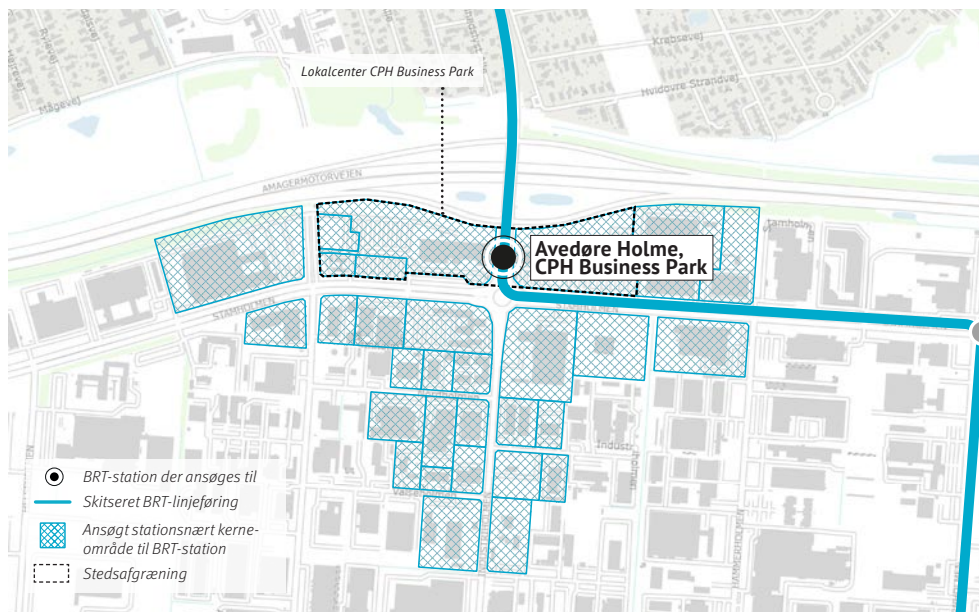 Krebsevej
Hvidovre Strandvej
Mågevej
Lokalcenter CPH Business Park
AMAGERMOTORVEJEN
Avedøre Holme,
CPH Business Park
STAMHOLMEN
HAMMERHOLMEN
BRT-station der ansøges til
Skitseret BRT-linjeføring
Ansøgt stationsnært kerne-
område til BRT-station
Stedsafgræning